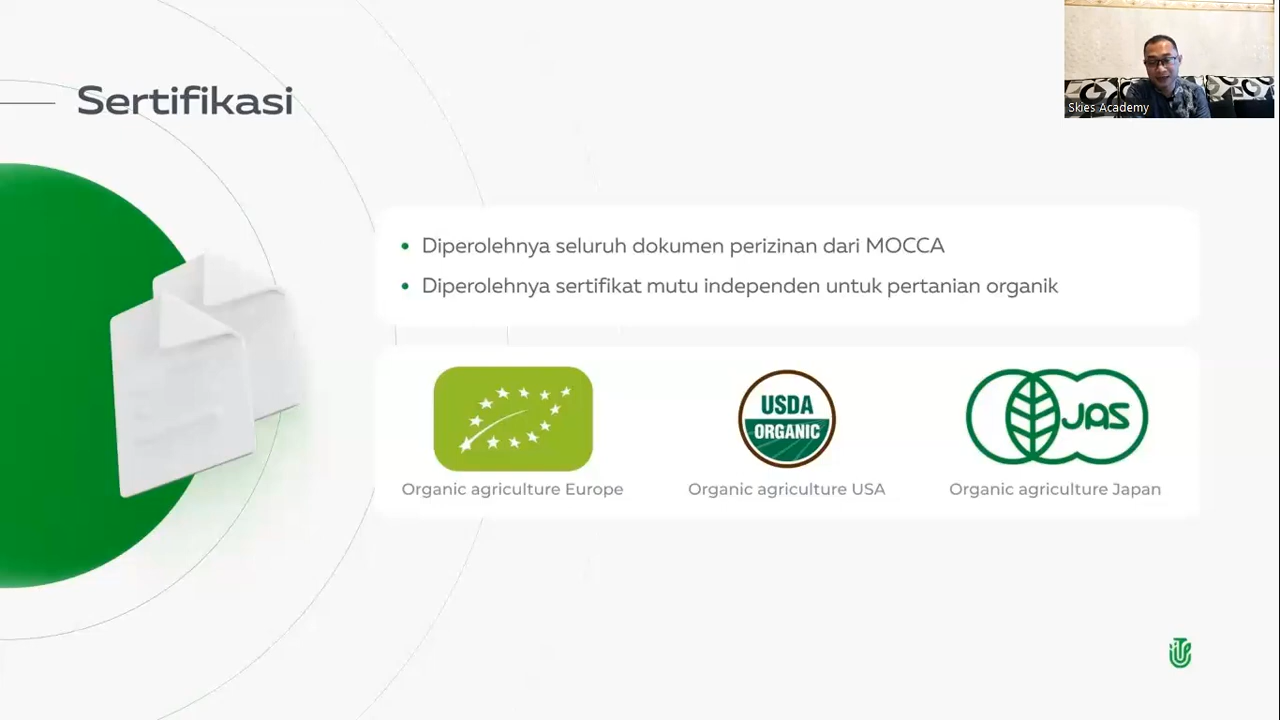 Sertifikasi
Skies Academy
Diperolehnya seluruh dokumen perizinan dari MOCCA
Diperolehnya sertifikat mutu independen untuk pertanian organik
USDA
ORGANIC
JAS
Organic agriculture Europe
Organic agriculture USA
Organic agriculture Japan